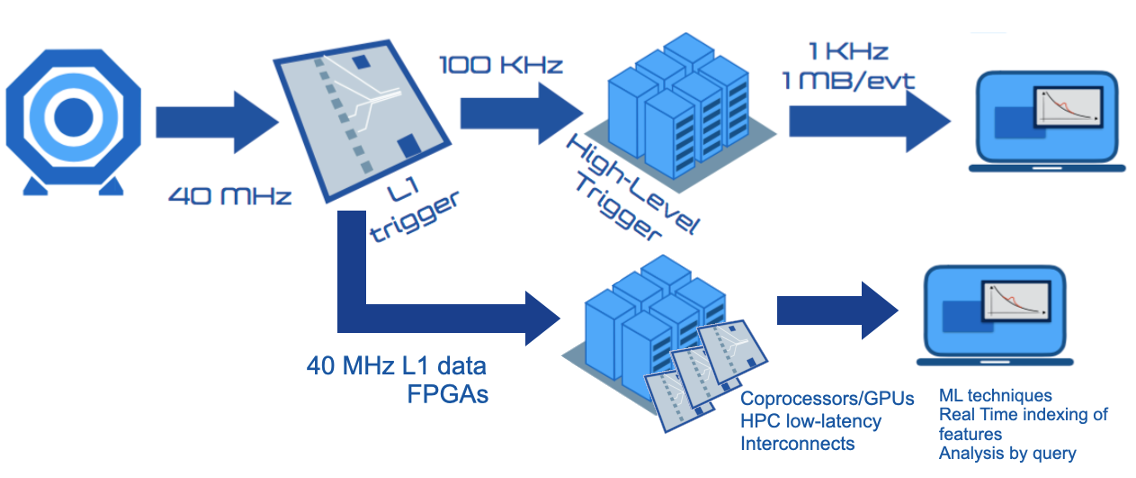 40 MHz
L1
trigger
100 KHz
High-Level
Trigger
1 KHz
1 MB/evt
40 MHz L1 data
FPGAs
Coprocessors/GPUs
HPC low-latency
Interconnects
ML techniques
Real Time indexing of
features
Analysis by query